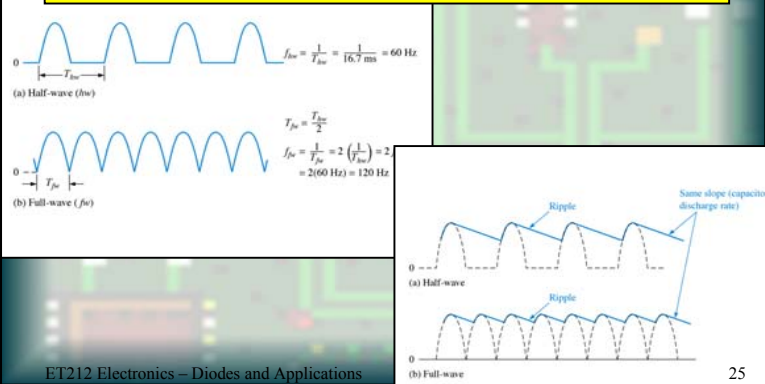 f_hw = 1/T_hw = 1/16.7 ms = 60 Hz
0
T_hw
(a) Half-wave (hw)
T_fw = T_hw/2
f_fw = 1/T_fw = 2 (1/T_hw) = 2
= 2(60 Hz) = 120 Hz
0
T_fw
(b) Full-wave (fw)
Same slope (capacito
discharge rate)
Ripple
0
(a) Half-wave
Ripple
0
(b) Full-wave
ET212 Electronics – Diodes and Applications
25